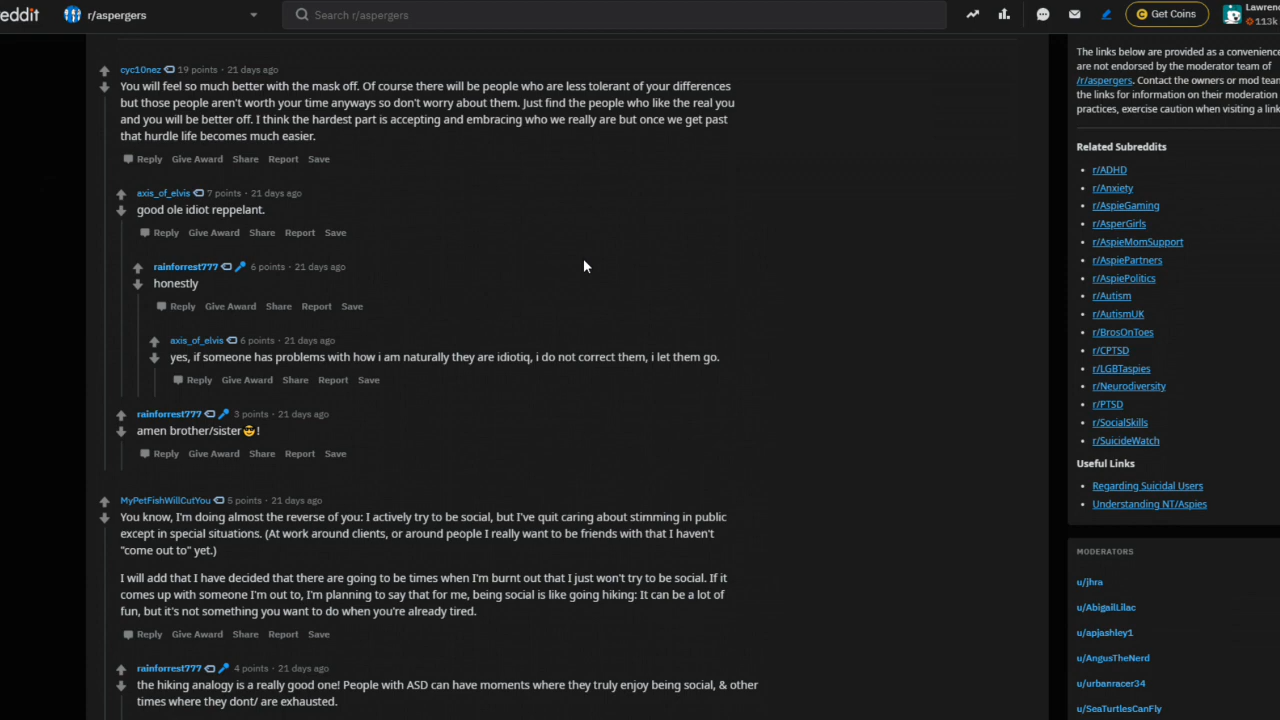 reddit
r/aspergers
Search r/aspergers
Get Coins
Lawrenc
113k
cyc10nez 19 points · 21 days ago
You will feel so much better with the mask off. Of course there will be people who are less tolerant of your differences
but those people aren't worth your time anyways so don't worry about them. Just find the people who like the real you
and you will be better off. I think the hardest part is accepting and embracing who we really are but once we get past
that hurdle life becomes much easier.
Reply Give Award Share Report Save
axis_of_elvis 7 points · 21 days ago
good ole idiot reppelant.
Reply Give Award Share Report Save
rainforrest777 6 points · 21 days ago
honestly
Reply Give Award Share Report Save
axis_of_elvis 6 points · 21 days ago
yes, if someone has problems with how i am naturally they are idiotiq, i do not correct them, i let them go.
Reply Give Award Share Report Save
rainforrest777 3 points · 21 days ago
amen brother/sister😎!
Reply Give Award Share Report Save
MyPetFishWillCutYou 5 points · 21 days ago
You know, I'm doing almost the reverse of you: I actively try to be social, but I've quit caring about stimming in public
except in special situations. (At work around clients, or around people I really want to be friends with that I haven't
"come out to" yet.)
I will add that I have decided that there are going to be times when I'm burnt out that I just won't try to be social. If it
comes up with someone I'm out to, I'm planning to say that for me, being social is like going hiking: It can be a lot of
fun, but it's not something you want to do when you're already tired.
Reply Give Award Share Report Save
rainforrest777 4 points · 21 days ago
the hiking analogy is a really good one! People with ASD can have moments where they truly enjoy being social, & other
times where they dont/ are exhausted.
The links below are provided as a convenience
are not endorsed by the moderator team of
/r/aspergers. Contact the owners or mod team
the links for information on their moderation
practices, exercise caution when visiting a link
Related Subreddits
r/ADHD
r/Anxiety
r/AspieGaming
r/AsperGirls
r/AspieMomSupport
r/AspiePartners
r/AspiePolitics
r/Autism
r/AutismUK
r/BrosOnToes
r/CPTSD
r/LGBTaspies
r/Neurodiversity
r/PTSD
r/SocialSkills
r/SuicideWatch
Useful Links
Regarding Suicidal Users
Understanding NT/Aspies
MODERATORS
u/jhra
u/AbigailLilac
u/apjashley1
u/AngusTheNerd
u/urbanracer34
u/SeaTurtlesCanFly